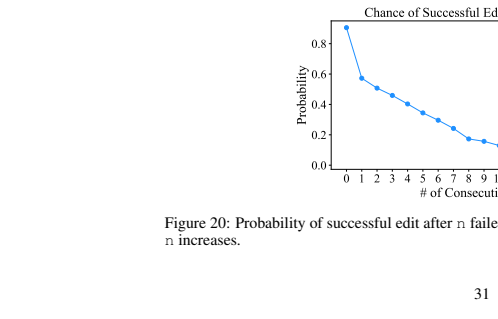 Chance of Successful Ed
0.8
0.6
0.4
0.2
0.0
Probability
0 1 2 3 4 5 6 7 8 9 1
# of Consecuti
Figure 20: Probability of successful edit after n faile
n increases.
31